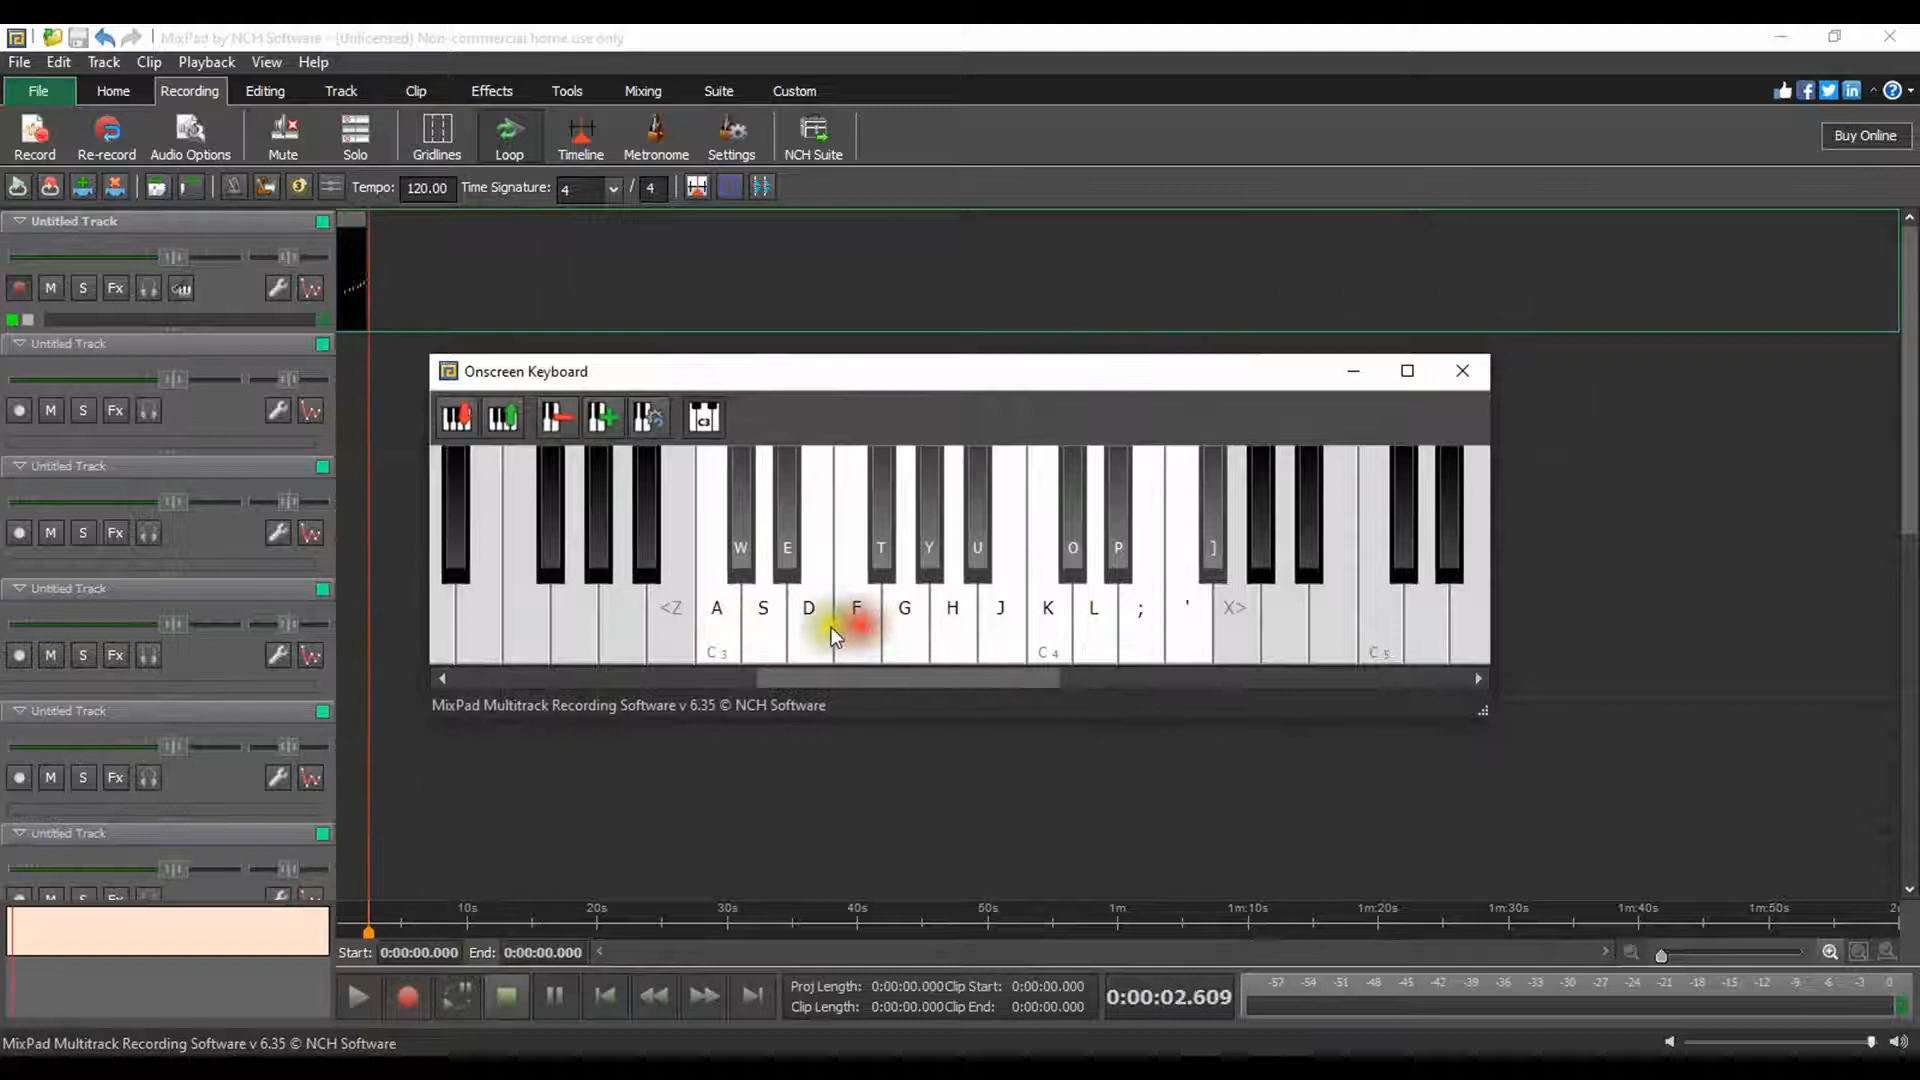 MixPad by NCH Software - (Unlicensed) Non-commercial home use only
File Edit Track Clip Playback View Help
File Home Recording Editing Track Clip Effects Tools Mixing Suite Custom
Record Re-record Audio Options Mute Solo Gridlines Loop Timeline Metronome Settings NCH Suite Buy Online
Tempo: 120.00 Time Signature: 4 / 4
Untitled Track
M S Fx
Untitled Track
M S Fx
Untitled Track
M S Fx
Untitled Track
M S Fx
Untitled Track
M S Fx
Untitled Track
M S Fx
Onscreen Keyboard
C3
W E T Y U O P ]
<Z A S D F G H J K L ; ' X>
C 3 C 4 C 5
MixPad Multitrack Recording Software v 6.35 © NCH Software
10s 20s 30s 40s 50s 1m 1m:10s 1m:20s 1m:30s 1m:40s 1m:50s
Start: 0:00:00.000 End: 0:00:00.000
Proj Length: 0:00:00.000 Clip Start: 0:00:00.000
Clip Length: 0:00:00.000 Clip End: 0:00:00.000
0:00:02.609
-57 -54 -51 -48 -45 -42 -39 -36 -33 -30 -27 -24 -21 -18 -15 -12 -9 -6 -3 0
MixPad Multitrack Recording Software v 6.35 © NCH Software